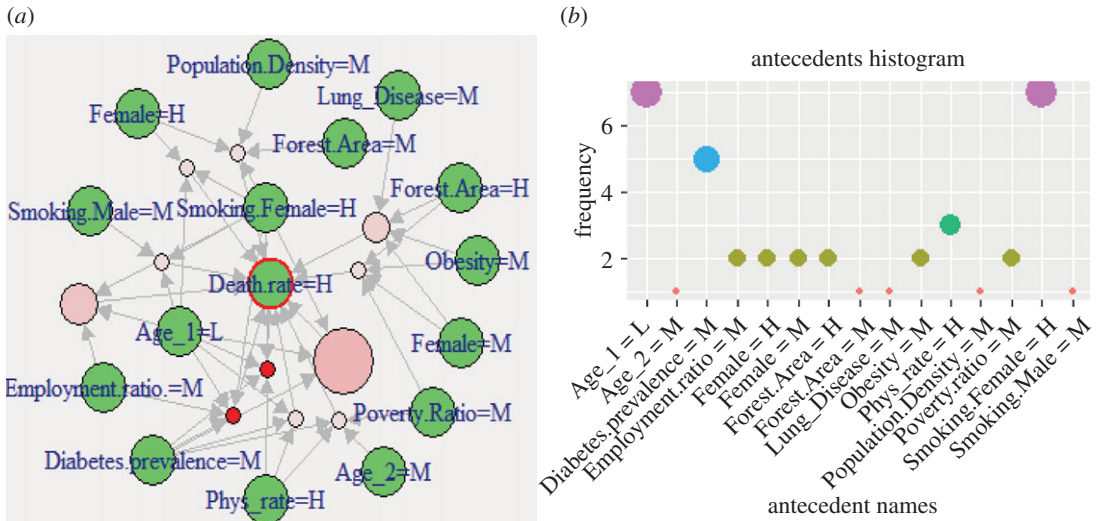 (a)
Population.Density=M
Lung_Disease=M
Female=H
Forest.Area=M
Forest.Area=H
Smoking.Male=M
Smoking.Female=H
Obesity=M
Death.rate=H
Age_1=L
Female=M
Employment.ratio.=M
Poverty.Ratio=M
Diabetes.prevalence=M
Age_2=M
Phys_rate=H
(b)
antecedents histogram
frequency
6
4
2
Age_1 = L
Age_2 = M
Diabetes.prevalence = M
Employment.ratio = M
Female = H
Female = M
Forest.Area = H
Forest.Area = M
Lung_Disease = M
Obesity = M
Phys_rate = H
Population.Density = M
Poverty.ratio = M
Smoking.Female = H
Smoking.Male = M
antecedent names